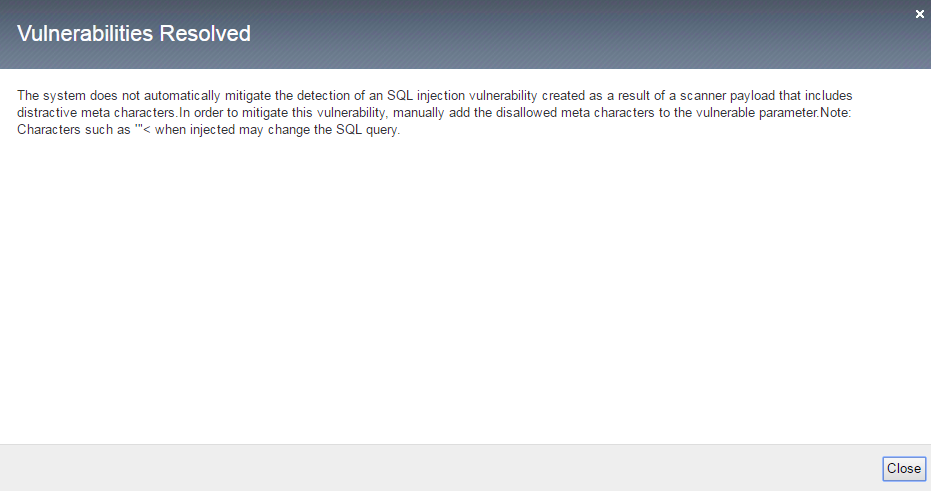 Vulnerabilities Resolved
The system does not automatically mitigate the detection of an SQL injection vulnerability created as a result of a scanner payload that includes
distractive meta characters.In order to mitigate this vulnerability, manually add the disallowed meta characters to the vulnerable parameter.Note:
Characters such as '"< when injected may change the SQL query.
Close